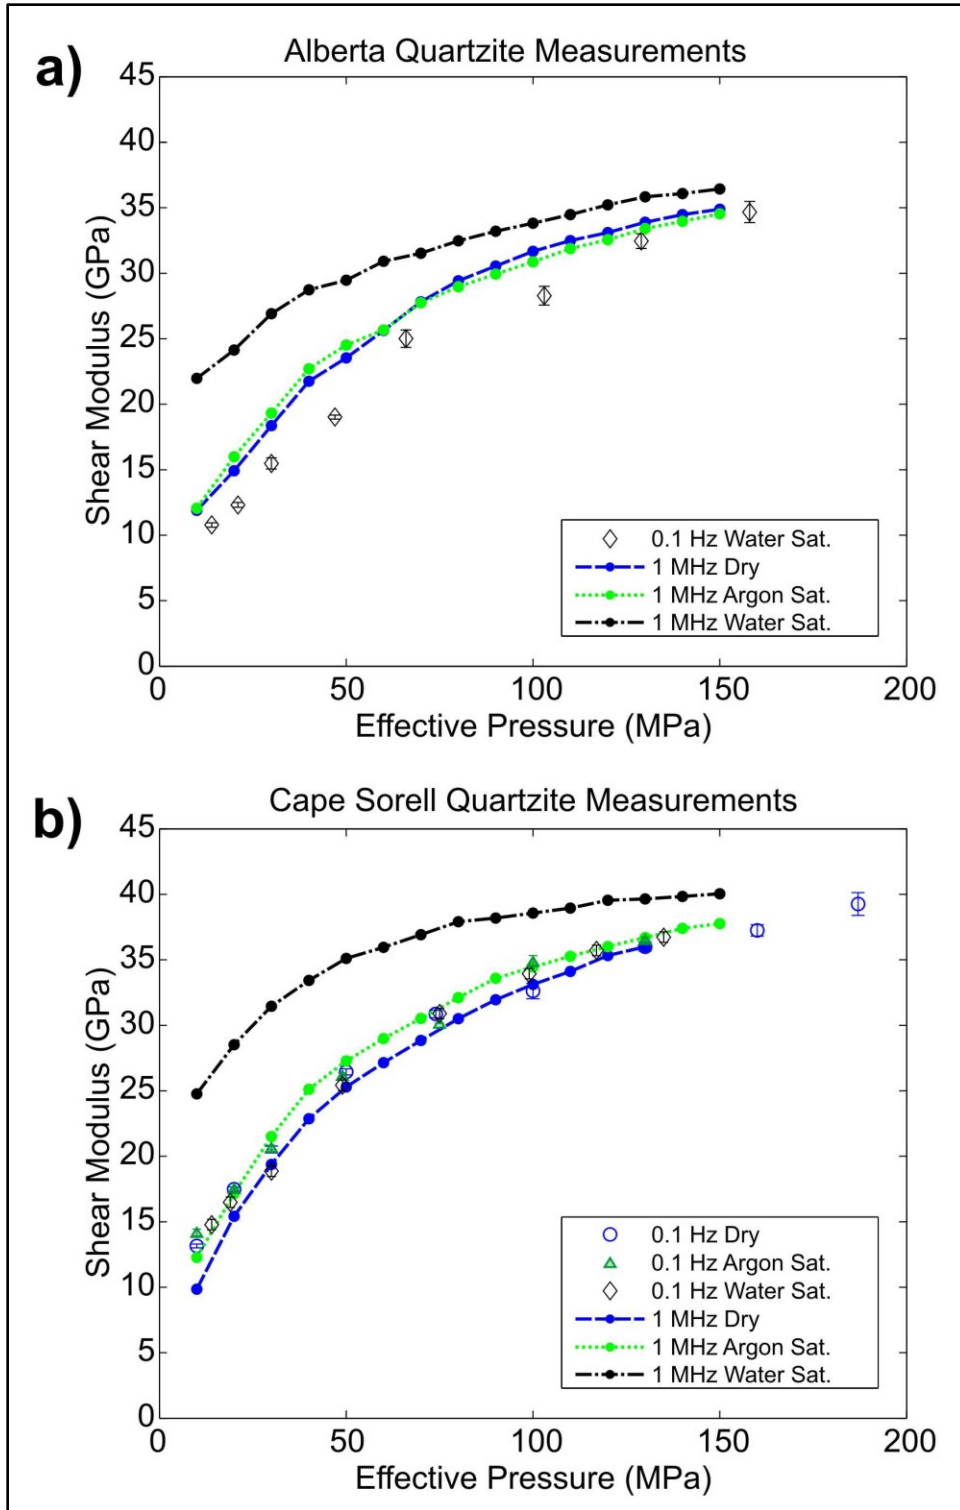 a)
Alberta Quartzite Measurements
45
40
35
30
25
20
15
10
5
0
Shear Modulus (GPa)
0.1 Hz Water Sat.
1 MHz Dry
1 MHz Argon Sat.
1 MHz Water Sat.
0 50 100 150 200
Effective Pressure (MPa)
b)
Cape Sorell Quartzite Measurements
45
40
35
30
25
20
15
10
5
0
Shear Modulus (GPa)
0.1 Hz Dry
0.1 Hz Argon Sat.
0.1 Hz Water Sat.
1 MHz Dry
1 MHz Argon Sat.
1 MHz Water Sat.
0 50 100 150 200
Effective Pressure (MPa)